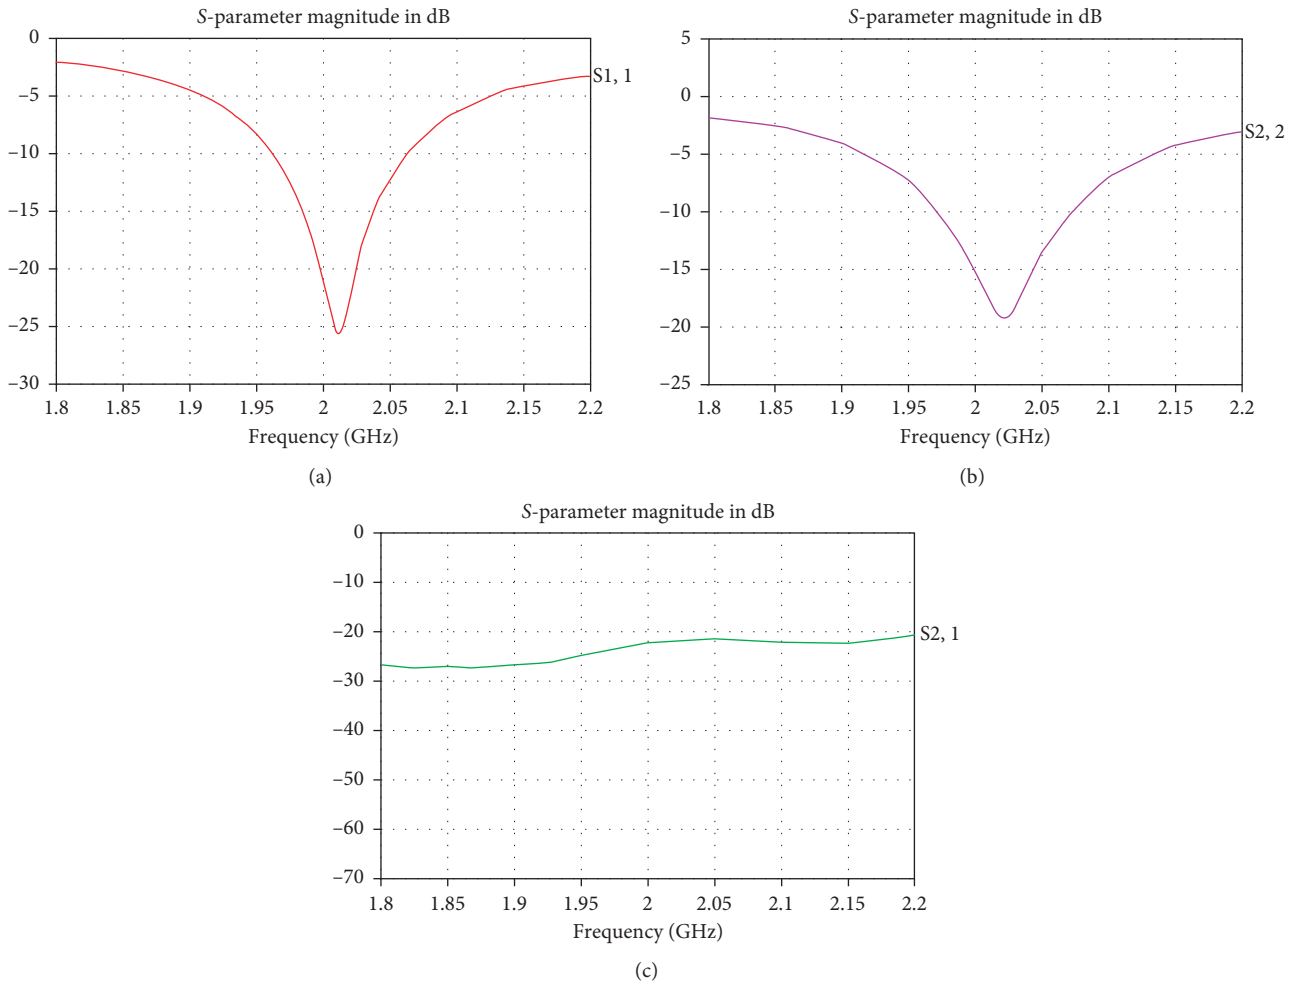 S-parameter magnitude in dB
0
−5
−10
−15
−20
−25
−30
S1, 1
1.8 1.85 1.9 1.95 2 2.05 2.1 2.15 2.2
Frequency (GHz)
(a)
S-parameter magnitude in dB
5
0
−5
−10
−15
−20
−25
S2, 2
1.8 1.85 1.9 1.95 2 2.05 2.1 2.15 2.2
Frequency (GHz)
(b)
S-parameter magnitude in dB
0
−10
−20
−30
−40
−50
−60
−70
S2, 1
1.8 1.85 1.9 1.95 2 2.05 2.1 2.15 2.2
Frequency (GHz)
(c)